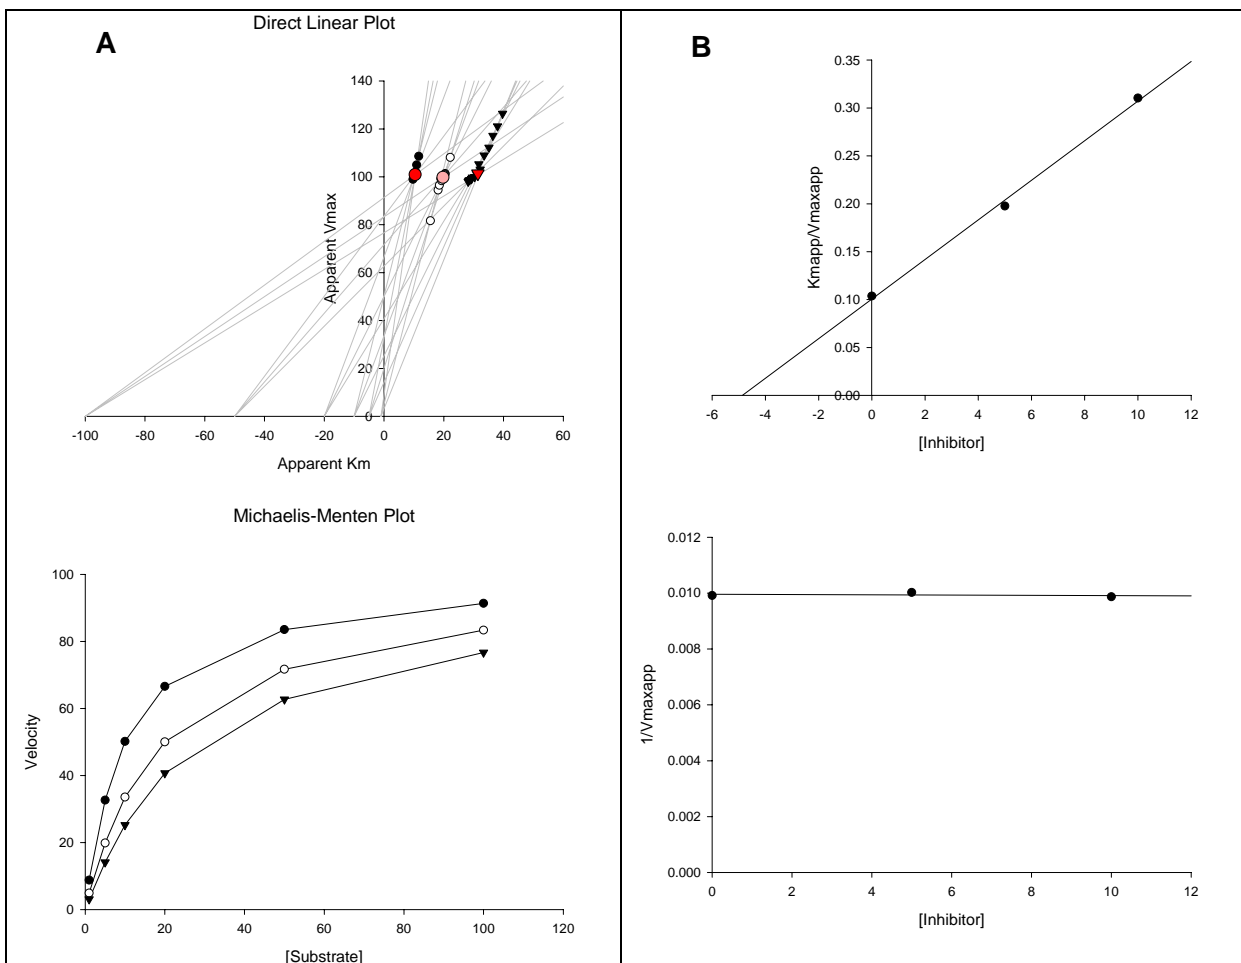 A
Direct Linear Plot
Apparent Vmax
140
120
100
80
60
40
20
0
-100 -80 -60 -40 -20 0 20 40 60
Apparent Km
Michaelis-Menten Plot
Velocity
100
80
60
40
20
0
0 20 40 60 80 100 120
[Substrate]
B
Kmapp/Vmaxapp
0.35
0.30
0.25
0.20
0.15
0.10
0.05
0.00
-6 -4 -2 0 2 4 6 8 10 12
[Inhibitor]
1/Vmaxapp
0.012
0.010
0.008
0.006
0.004
0.002
0.000
0 2 4 6 8 10 12
[Inhibitor]